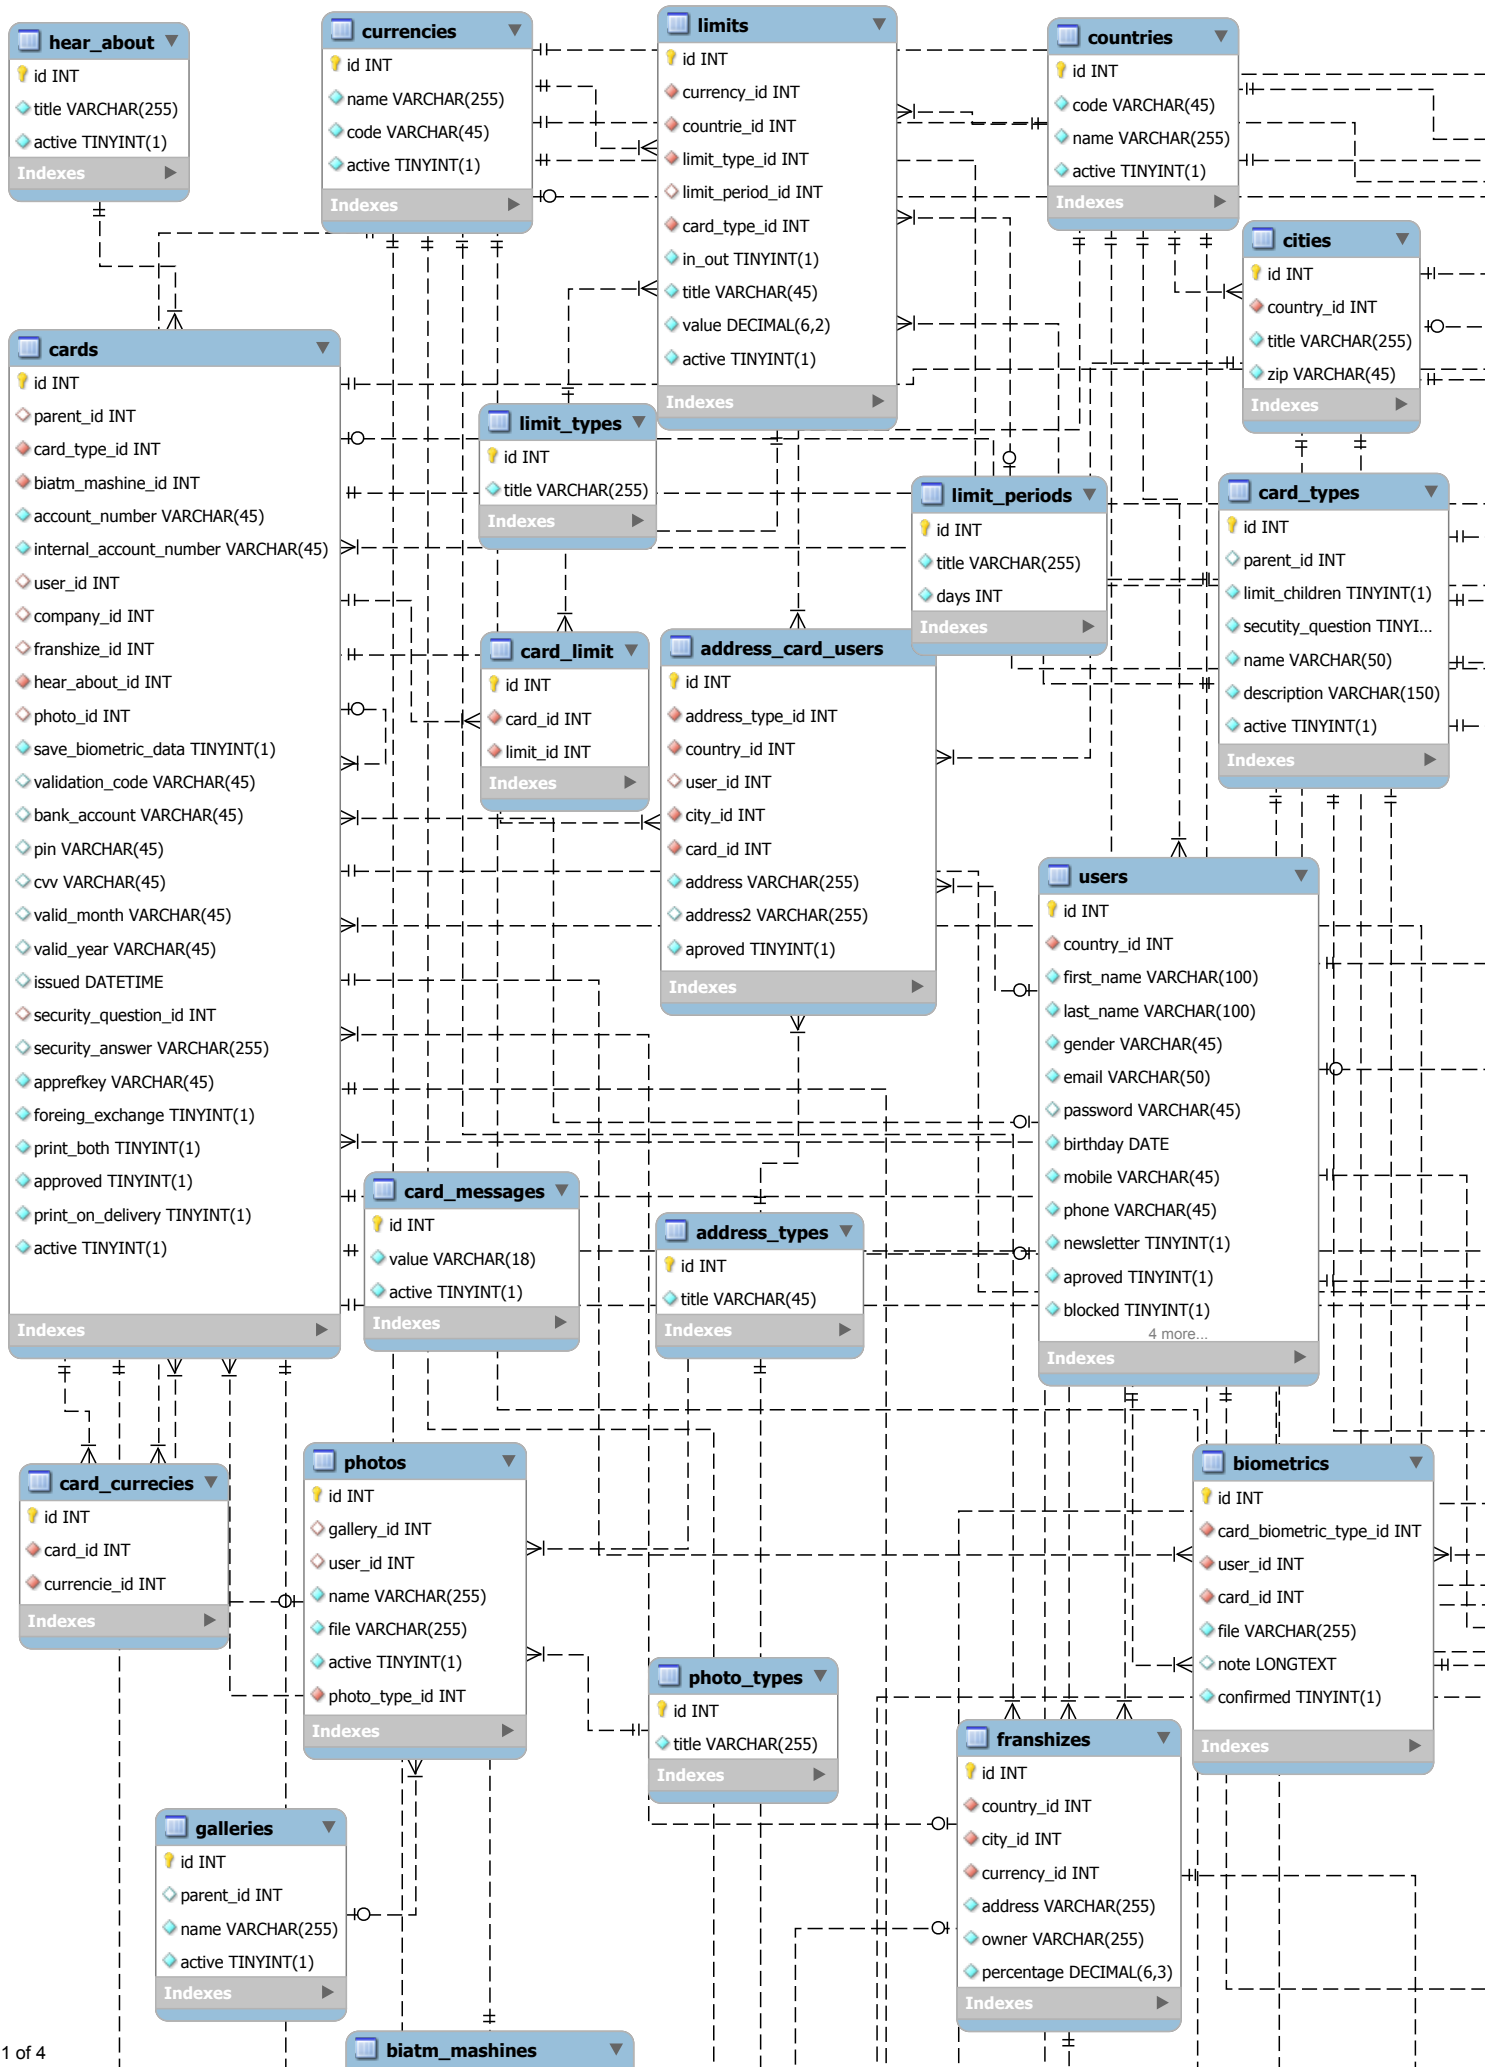 hear_about
id INT
title VARCHAR(255)
active TINYINT(1)
Indexes
currencies
id INT
name VARCHAR(255)
code VARCHAR(45)
active TINYINT(1)
Indexes
limits
id INT
currency_id INT
countrie_id INT
limit_type_id INT
limit_period_id INT
card_type_id INT
in_out TINYINT(1)
title VARCHAR(45)
value DECIMAL(6,2)
active TINYINT(1)
Indexes
countries
id INT
code VARCHAR(45)
name VARCHAR(255)
active TINYINT(1)
Indexes
cities
id INT
country_id INT
title VARCHAR(255)
zip VARCHAR(45)
Indexes
cards
id INT
parent_id INT
card_type_id INT
biatm_mashine_id INT
account_number VARCHAR(45)
internal_account_number VARCHAR(45)
user_id INT
company_id INT
franshize_id INT
hear_about_id INT
photo_id INT
save_biometric_data TINYINT(1)
validation_code VARCHAR(45)
bank_account VARCHAR(45)
pin VARCHAR(45)
cvv VARCHAR(45)
valid_month VARCHAR(45)
valid_year VARCHAR(45)
issued DATETIME
security_question_id INT
security_answer VARCHAR(255)
apprefkey VARCHAR(45)
foreing_exchange TINYINT(1)
print_both TINYINT(1)
approved TINYINT(1)
print_on_delivery TINYINT(1)
active TINYINT(1)
Indexes
limit_types
id INT
title VARCHAR(255)
Indexes
limit_periods
id INT
title VARCHAR(255)
days INT
Indexes
card_types
id INT
parent_id INT
limit_children TINYINT(1)
secutity_question TINYI...
name VARCHAR(50)
description VARCHAR(150)
active TINYINT(1)
Indexes
card_limit
id INT
card_id INT
limit_id INT
Indexes
address_card_users
id INT
address_type_id INT
country_id INT
user_id INT
city_id INT
card_id INT
address VARCHAR(255)
address2 VARCHAR(255)
aproved TINYINT(1)
Indexes
users
id INT
country_id INT
first_name VARCHAR(100)
last_name VARCHAR(100)
gender VARCHAR(45)
email VARCHAR(50)
password VARCHAR(45)
birthday DATE
mobile VARCHAR(45)
phone VARCHAR(45)
newsletter TINYINT(1)
aproved TINYINT(1)
blocked TINYINT(1)
4 more...
Indexes
card_messages
id INT
value VARCHAR(18)
active TINYINT(1)
Indexes
address_types
id INT
title VARCHAR(45)
Indexes
card_currecies
id INT
card_id INT
currencie_id INT
Indexes
photos
id INT
gallery_id INT
user_id INT
name VARCHAR(255)
file VARCHAR(255)
active TINYINT(1)
photo_type_id INT
Indexes
biometrics
id INT
card_biometric_type_id INT
user_id INT
card_id INT
file VARCHAR(255)
note LONGTEXT
confirmed TINYINT(1)
Indexes
photo_types
id INT
title VARCHAR(255)
Indexes
franshizes
id INT
country_id INT
city_id INT
currency_id INT
address VARCHAR(255)
owner VARCHAR(255)
percentage DECIMAL(6,3)
Indexes
galleries
id INT
parent_id INT
name VARCHAR(255)
active TINYINT(1)
Indexes
biatm_mashines
1 of 4